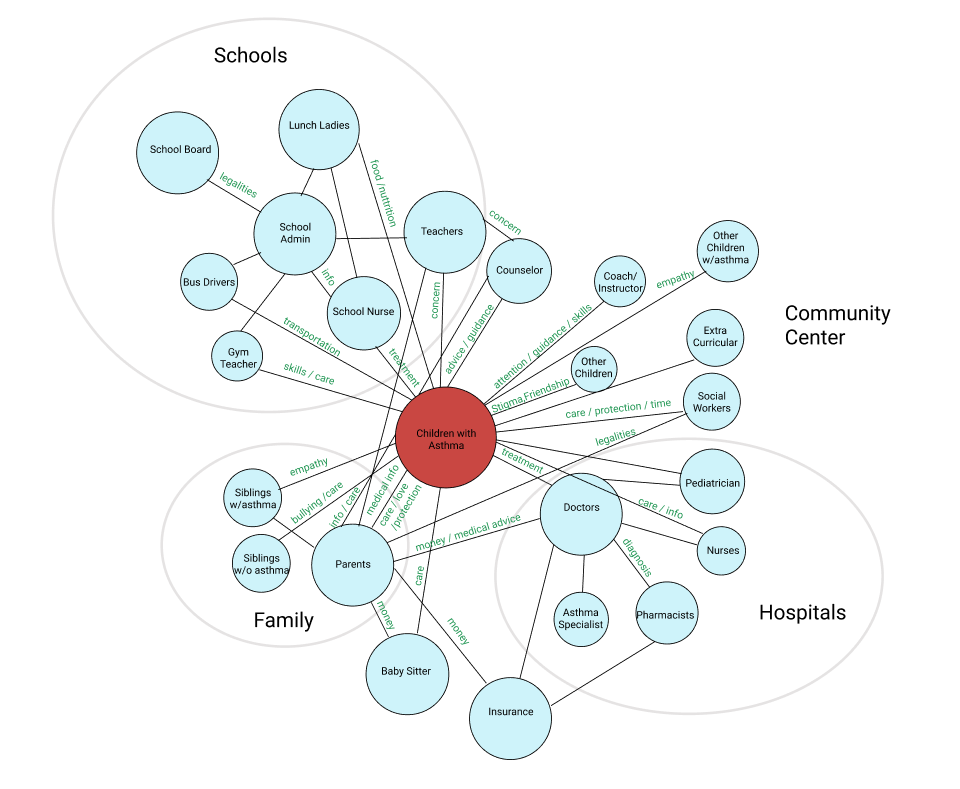 Schools
Lunch Ladies
School Board
food /nuttrition
legalities
School
Admin
Teachers
concern
Other
Children
w/asthma
Counselor
info
empathy
Coach/
Instructor
Bus Drivers
concern
School Nurse
Community
Center
transportation
advice / guidance
attention / guidance / skills
Extra
Curricular
Gym
Teacher
treatment
skills / care
Other
Children
Stigma,Friendship
Social
Workers
care / protection / time
Children with
Asthma
legalities
treatment
empathy
medical info
Pediatrician
Siblings
w/asthma
bullying /care
info / care
care / love
/protection
care / info
Doctors
money / medical advice
Nurses
diagnosis
Siblings
w/o asthma
Parents
care
Family
money
money
Asthma
Specialist
Pharmacists
Hospitals
Baby Sitter
Insurance